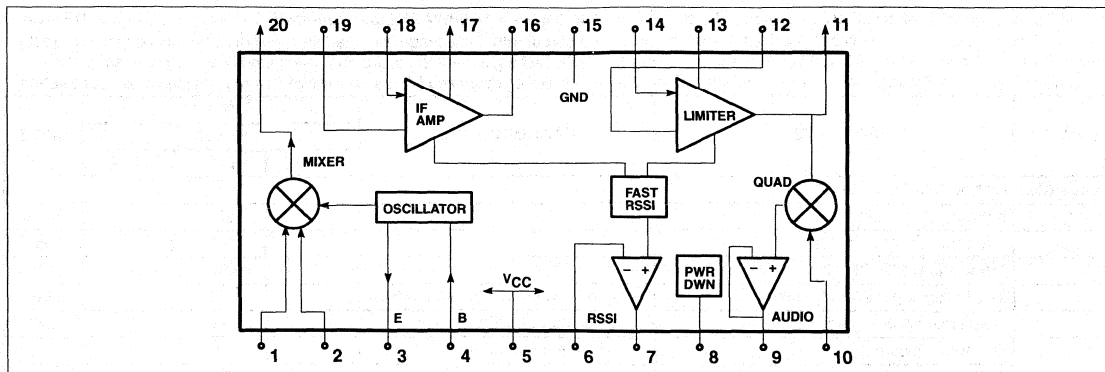 20 19 18 17 16 15 14 13 12 11
IF
AMP
GND
LIMITER
MIXER
FAST
RSSI
QUAD
OSCILLATOR
– +
PWR
DWN
– +
VCC
E B RSSI AUDIO
1 2 3 4 5 6 7 8 9 10